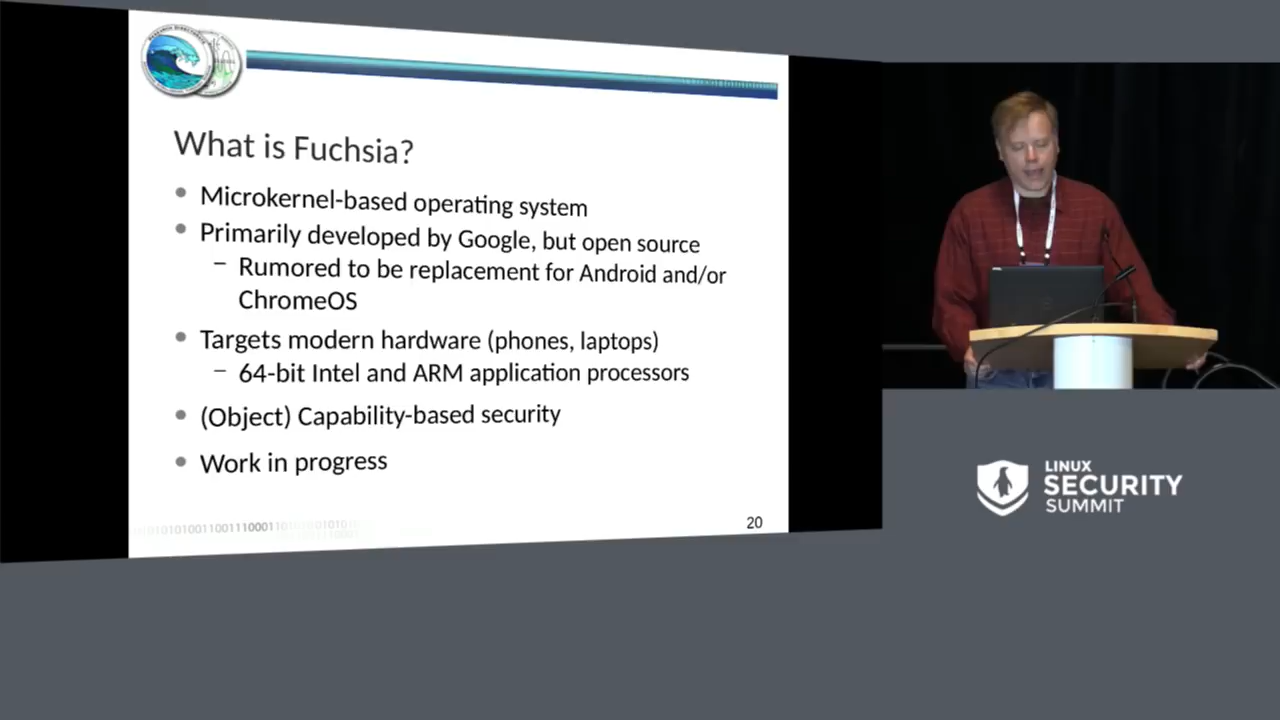 What is Fuchsia?
Microkernel-based operating system
Primarily developed by Google, but open source
Rumored to be replacement for Android and/or
ChromeOS
Targets modern hardware (phones, laptops)
64-bit Intel and ARM application processors
(Object) Capability-based security
Work in progress
20
LINUX
SECURITY
SUMMIT